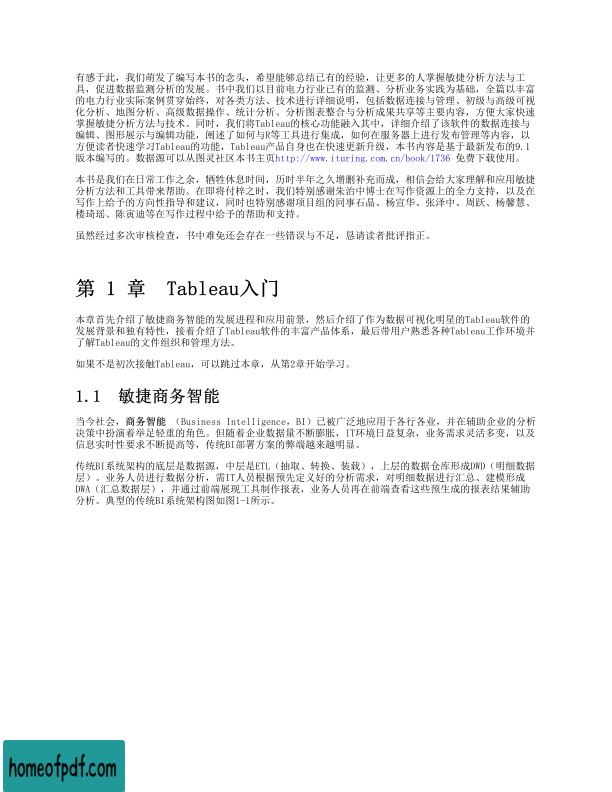 有感于此，我们萌发了编写本书的念头，希望能够总结已有的经验，让更多的人掌握敏捷分析方法与工
具，促进数据监测分析的发展。书中我们以目前电力行业已有的监测、分析业务实践为基础，全篇以丰富
的电力行业实际案例贯穿始终，对各类方法、技术进行详细说明，包括数据连接与管理、初级与高级可视
化分析、地图分析、高级数据操作、统计分析、分析图表整合与分析成果共享等主要内容，方便大家快速
掌握敏捷分析方法与技术。同时，我们将Tableau的核心功能融入其中，详细介绍了该软件的数据连接与
编辑、图形展示与编辑功能，阐述了如何与R等工具进行集成，如何在服务器上进行发布管理等内容，以
方便读者快速学习Tableau的功能，Tableau产品自身也在快速更新升级，本书内容是基于最新发布的9.1
版本编写的。数据源可以从图灵社区本书主页http://www.ituring.com.cn/book/1736 免费下载使用。
本书是我们在日常工作之余，牺牲休息时间，历时半年之久增删补充而成，相信会给大家理解和应用敏捷
分析方法和工具带来帮助。在即将付梓之时，我们特别感谢朱治中博士在写作资源上的全力支持，以及在
写作上给予的方向性指导和建议，同时也特别感谢项目组的同事石晶、杨宣华、张泽中、周跃、杨馨慧、
楼琦瑶、陈寅迪等在写作过程中给予的帮助和支持。
虽然经过多次审核检查，书中难免还会存在一些错误与不足，恳请读者批评指正。
第 1 章 Tableau入门
本章首先介绍了敏捷商务智能的发展进程和应用前景，然后介绍了作为数据可视化明星的Tableau软件的
发展背景和独有特性，接着介绍了Tableau软件的丰富产品体系，最后带用户熟悉各种Tableau工作环境并
了解Tableau的文件组织和管理方法。
如果不是初次接触Tableau，可以跳过本章，从第2章开始学习。
1.1 敏捷商务智能
当今社会，商务智能 （Business Intelligence，BI）已被广泛地应用于各行各业，并在辅助企业的分析
决策中扮演着举足轻重的角色。但随着企业数据量不断膨胀，IT环境日益复杂，业务需求灵活多变，以及
信息实时性要求不断提高等，传统BI部署方案的弊端越来越明显。
传统BI系统架构的底层是数据源，中层是ETL（抽取、转换、装载），上层的数据仓库形成DWD（明细数据
层）。业务人员进行数据分析，需IT人员根据预先定义好的分析需求，对明细数据进行汇总、建模形成
DWA（汇总数据层），并通过前端展现工具制作报表，业务人员再在前端查看这些预生成的报表结果辅助
分析。典型的传统BI系统架构图如图1-1所示。
homeofpdf.com